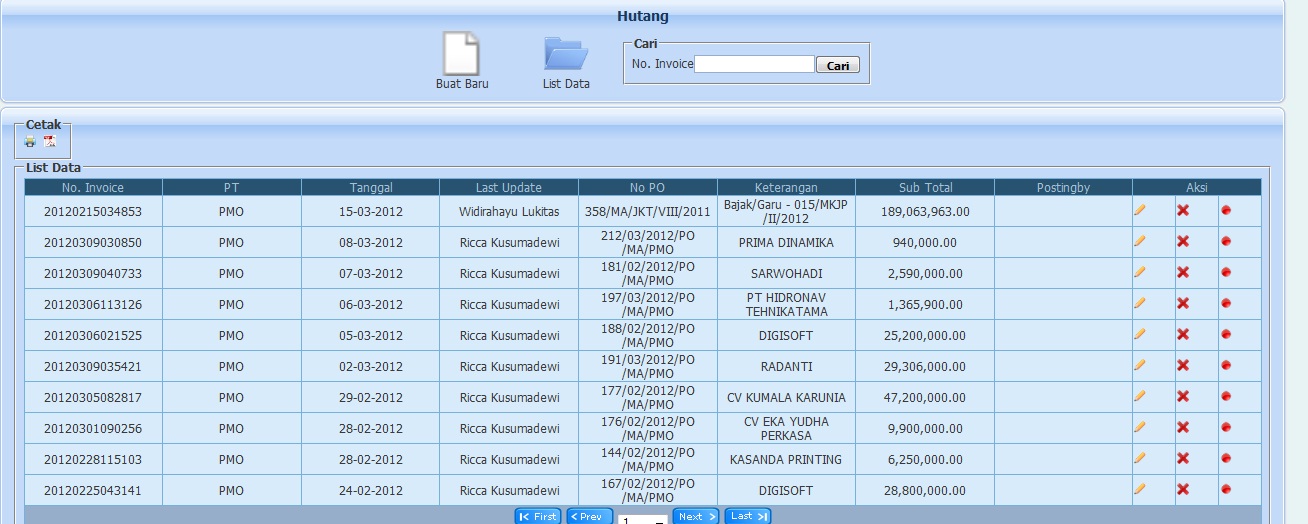 Hutang
Buat Baru
List Data
Cari
No. Invoice Cari
Cetak
List Data
No. Invoice PT Tanggal Last Update No PO Keterangan Sub Total Postingby Aksi
20120215034853 PMO 15-03-2012 Widirahayu Lukitas 358/MA/JKT/VIII/2011 Bajak/Garu - 015/MKJP
/II/2012 189,063,963.00
20120309030850 PMO 08-03-2012 Ricca Kusumadewi 212/03/2012/PO
/MA/PMO PRIMA DINAMIKA 940,000.00
20120309040733 PMO 07-03-2012 Ricca Kusumadewi 181/02/2012/PO
/MA/PMO SARWOHADI 2,590,000.00
20120306113126 PMO 06-03-2012 Ricca Kusumadewi 197/03/2012/PO
/MA/PMO PT HIDRONAV
TEHNIKATAMA 1,365,900.00
20120306021525 PMO 05-03-2012 Ricca Kusumadewi 188/02/2012/PO
/MA/PMO DIGISOFT 25,200,000.00
20120309035421 PMO 02-03-2012 Ricca Kusumadewi 191/03/2012/PO
/MA/PMO RADANTI 29,306,000.00
20120305082817 PMO 29-02-2012 Ricca Kusumadewi 177/02/2012/PO
/MA/PMO CV KUMALA KARUNIA 47,200,000.00
20120301090256 PMO 28-02-2012 Ricca Kusumadewi 176/02/2012/PO
/MA/PMO CV EKA YUDHA
PERKASA 9,900,000.00
20120228115103 PMO 28-02-2012 Ricca Kusumadewi 144/02/2012/PO
/MA/PMO KASANDA PRINTING 6,250,000.00
20120225043141 PMO 24-02-2012 Ricca Kusumadewi 167/02/2012/PO
/MA/PMO DIGISOFT 28,800,000.00
First Prev 1 Next Last